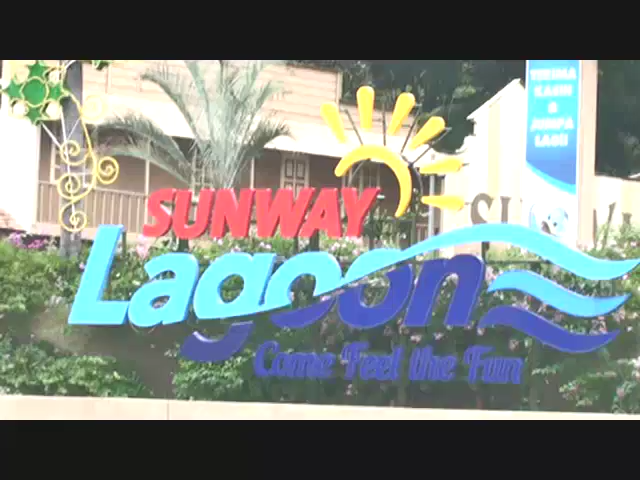 TERIMA
KASIH
&
JUMPA
LAGI
SUNWAY
Lagoon
Come Feel the Fun